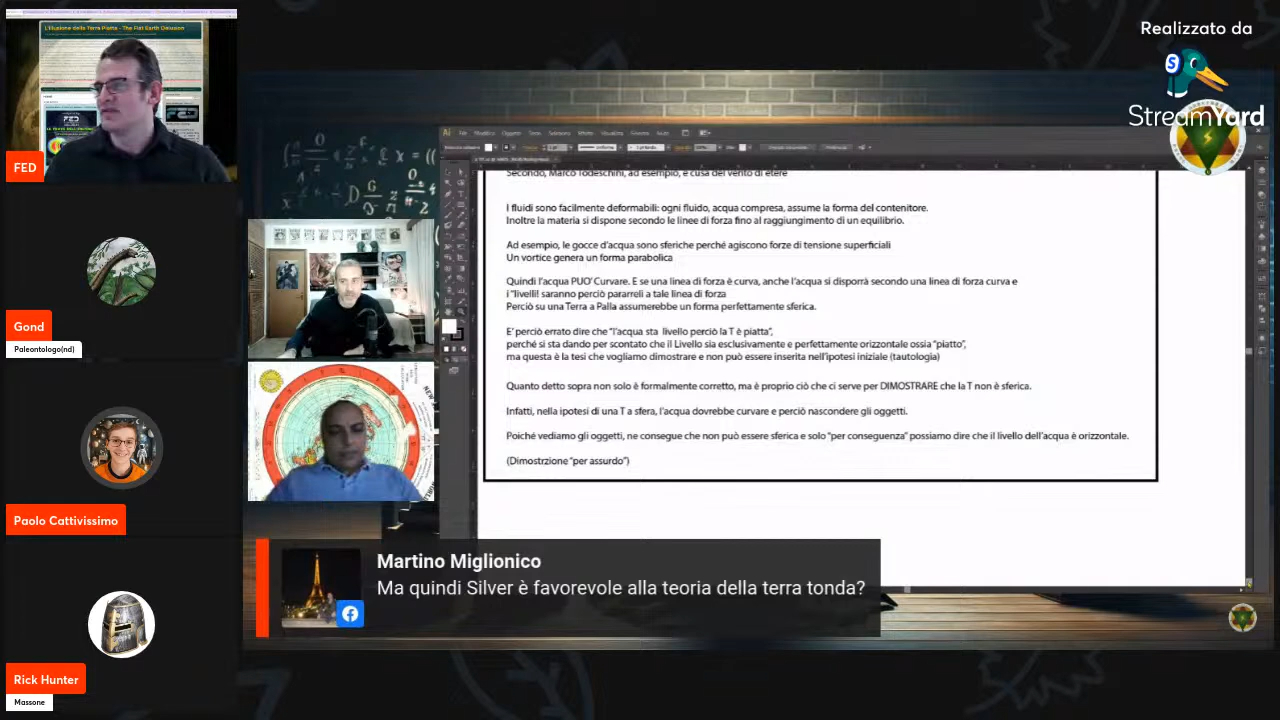 L'illusione della Terra Piatta - The Flat Earth Delusion
FED
Gond
Paleontologo(nd)
Paolo Cattivissimo
Rick Hunter
Massone
Realizzato da
StreamYard
Secondo, Marco Todeschini, ad esempio, e cusa del verito di etere
I fluidi sono facilmente deformabili: ogni fluido, acqua compresa, assume la forma del contenitore.
Inoltre la materia si dispone secondo le linee di forza fino al raggiungimento di un equilibrio.
Ad esempio, le gocce d'acqua sono sferiche perché agiscono forze di tensione superficiali
Un vortice genera un forma parabolica
Quindi l'acqua PUO' Curvare. E se una linea di forza è curva, anche l'acqua si disporrà secondo una linea di forza curva e
i "livelli! saranno perciò pararreli a tale linea di forza
Perciò su una Terra a Palla assumerebbe un forma perfettamente sferica.
E' perciò errato dire che "l'acqua sta livello perciò la T è piatta",
perché si sta dando per scontato che il Livello sia esclusivamente e perfettamente orizzontale ossia "piatto",
ma questa è la tesi che vogliamo dimostrare e non può essere inserita nell'ipotesi iniziale (tautologia)
Quanto detto sopra non solo è formalmente corretto, ma è proprio ciò che ci serve per DIMOSTRARE che la T non è sferica.
Infatti, nella ipotesi di una T a sfera, l'acqua dovrebbe curvare e perciò nascondere gli oggetti.
Poiché vediamo gli oggetti, ne consegue che non può essere sferica e solo "per conseguenza" possiamo dire che il livello dell'acqua è orizzontale.
(Dimostrzione "per assurdo")
Martino Miglionico
Ma quindi Silver è favorevole alla teoria della terra tonda?